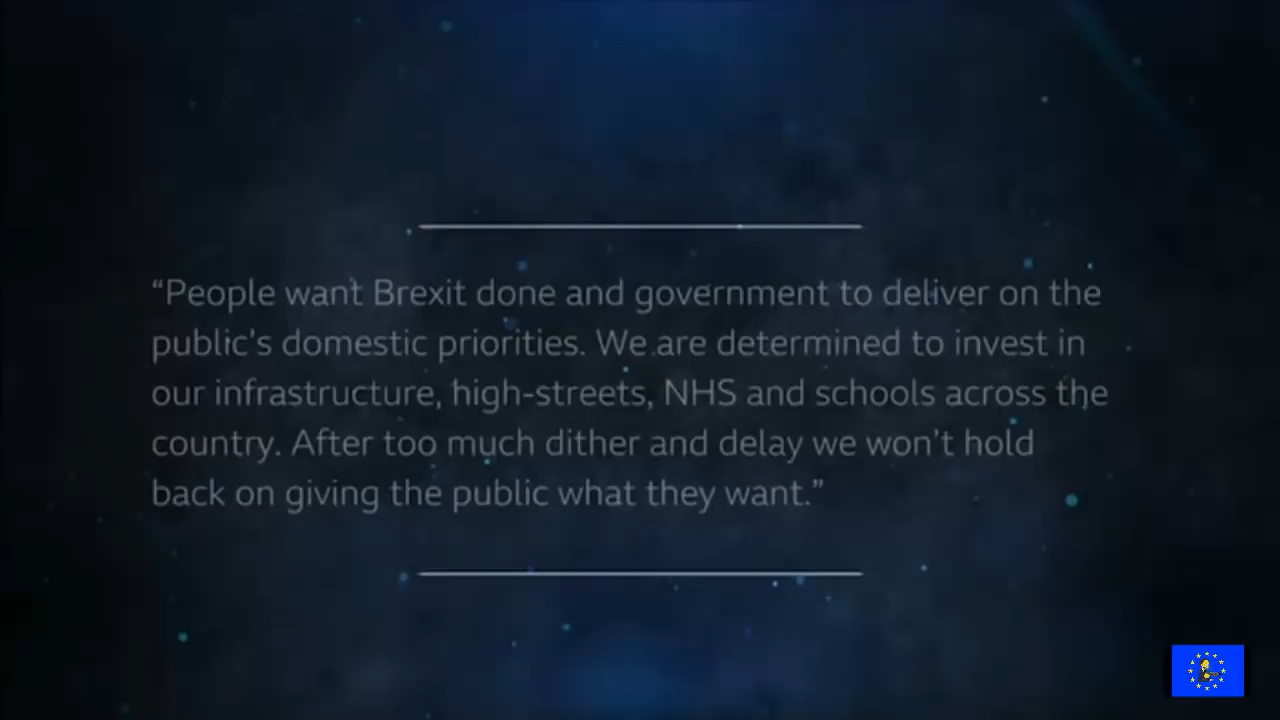 “People want Brexit done and government to deliver on the
public’s domestic priorities. We are determined to invest in
our infrastructure, high-streets, NHS and schools across the
country. After too much dither and delay we won’t hold
back on giving the public what they want.”